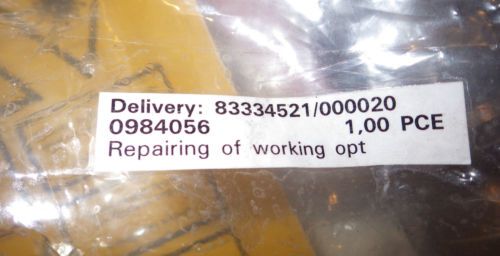 Delivery: 83334521/000020
0984056 1,00 PCE
Repairing of working opt